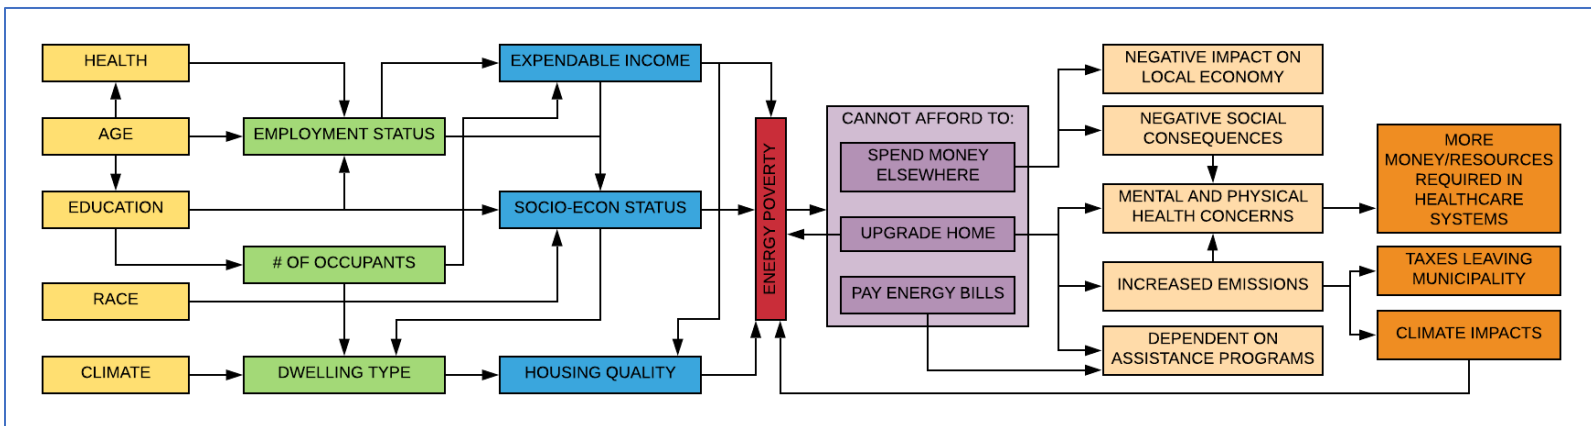 HEALTH
AGE
EDUCATION
RACE
CLIMATE
EMPLOYMENT STATUS
# OF OCCUPANTS
DWELLING TYPE
EXPENDABLE INCOME
SOCIO-ECON STATUS
HOUSING QUALITY
ENERGY POVERTY
CANNOT AFFORD TO:
SPEND MONEY
ELSEWHERE
UPGRADE HOME
PAY ENERGY BILLS
NEGATIVE IMPACT ON
LOCAL ECONOMY
NEGATIVE SOCIAL
CONSEQUENCES
MENTAL AND PHYSICAL
HEALTH CONCERNS
INCREASED EMISSIONS
DEPENDENT ON
ASSISTANCE PROGRAMS
MORE
MONEY/RESOURCES
REQUIRED IN
HEALTHCARE
SYSTEMS
TAXES LEAVING
MUNICIPALITY
CLIMATE IMPACTS